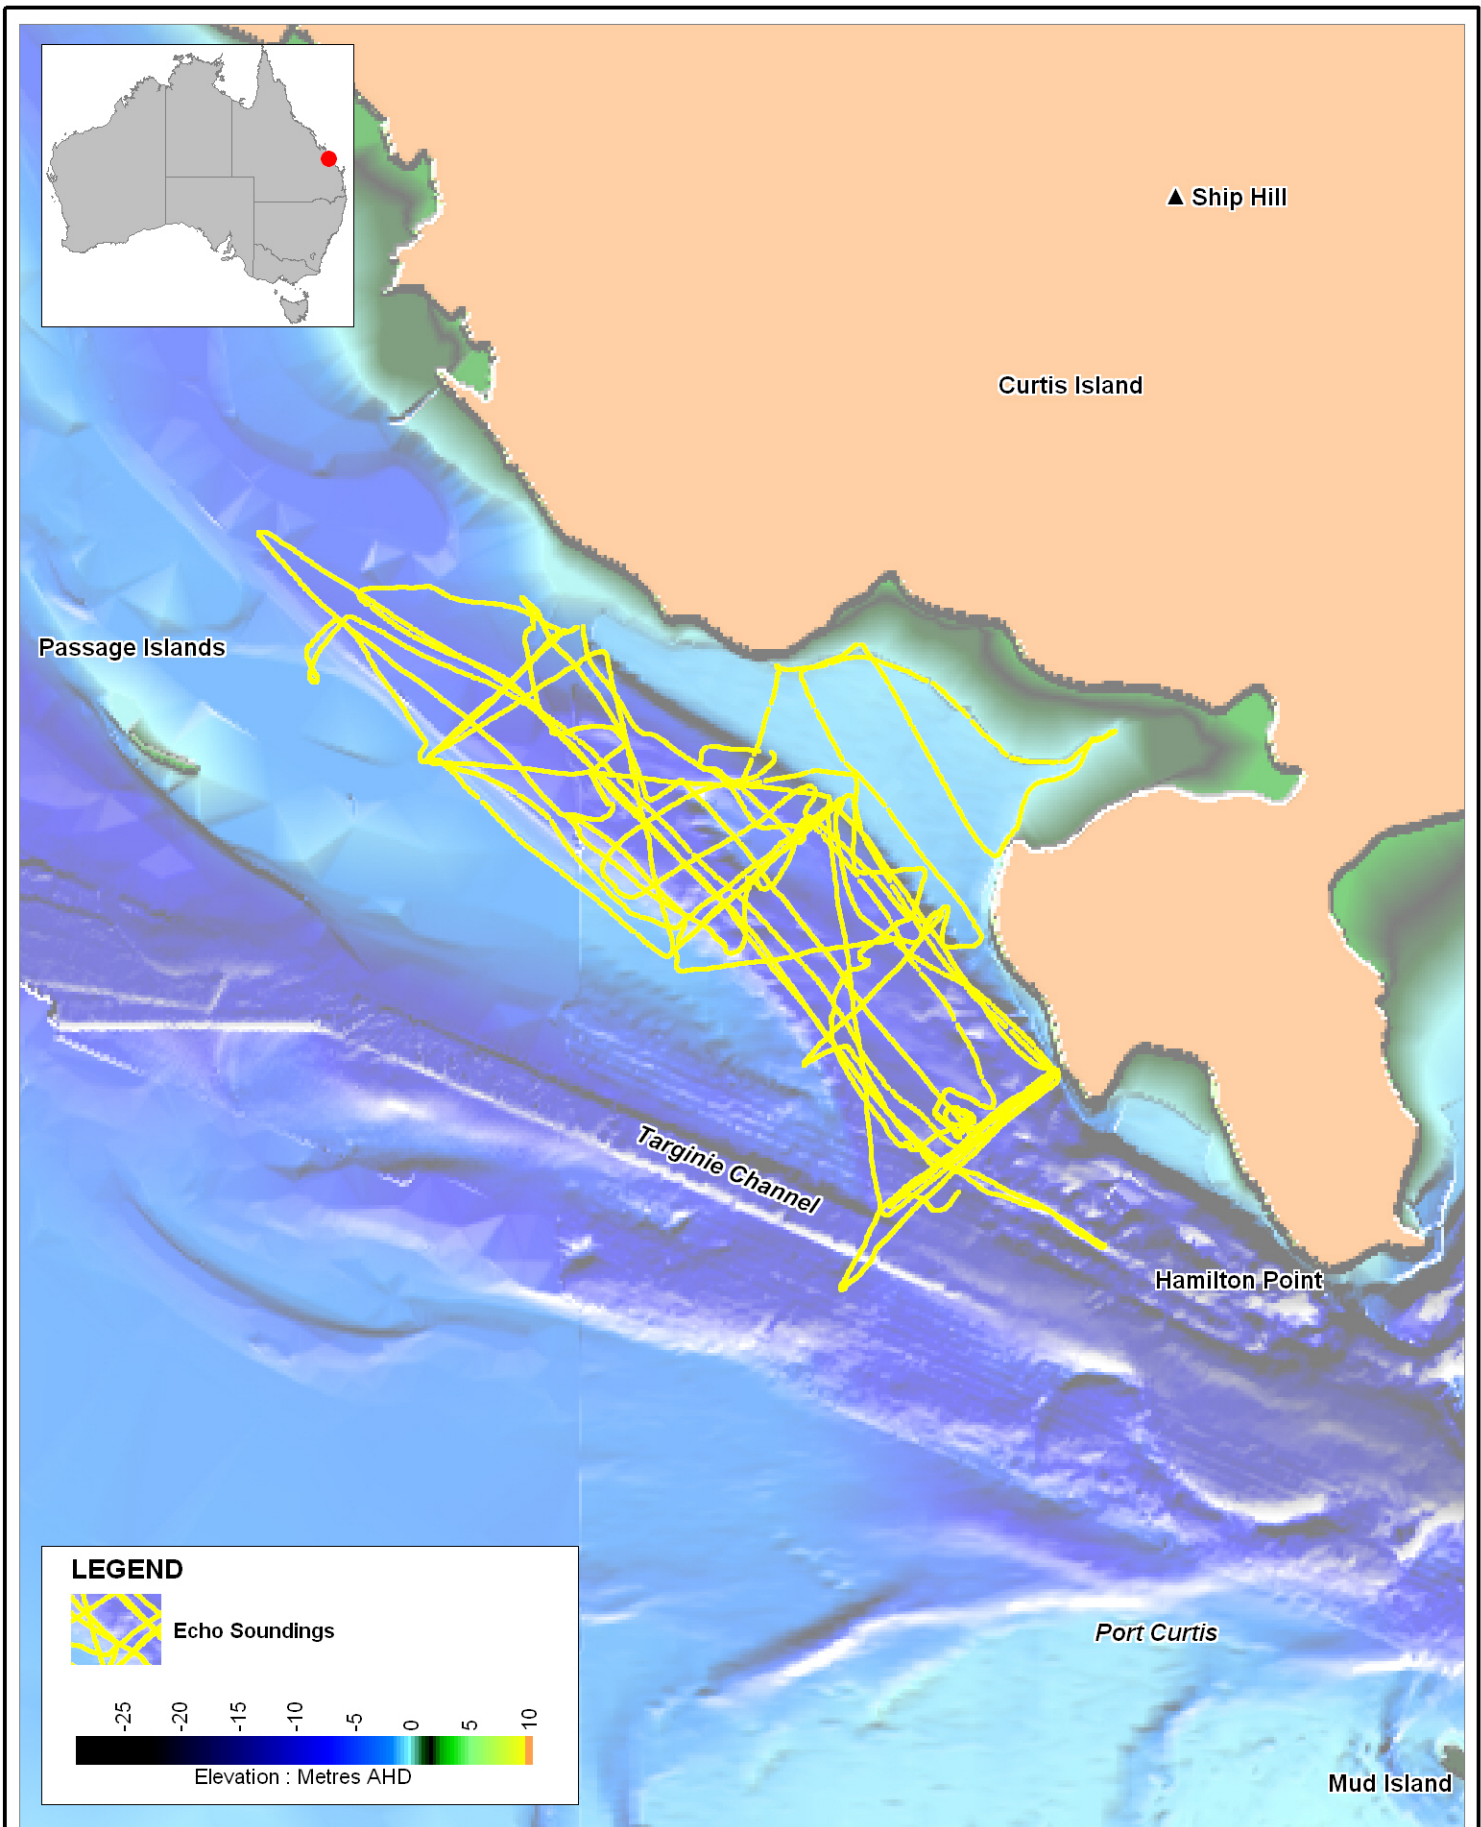 ▲ Ship Hill
Curtis Island
Passage Islands
Targinie Channel
Hamilton Point
LEGEND
Echo Soundings
Port Curtis
-25 -20 -15 -10 -5 0 5 10
Elevation : Metres AHD
Mud Island